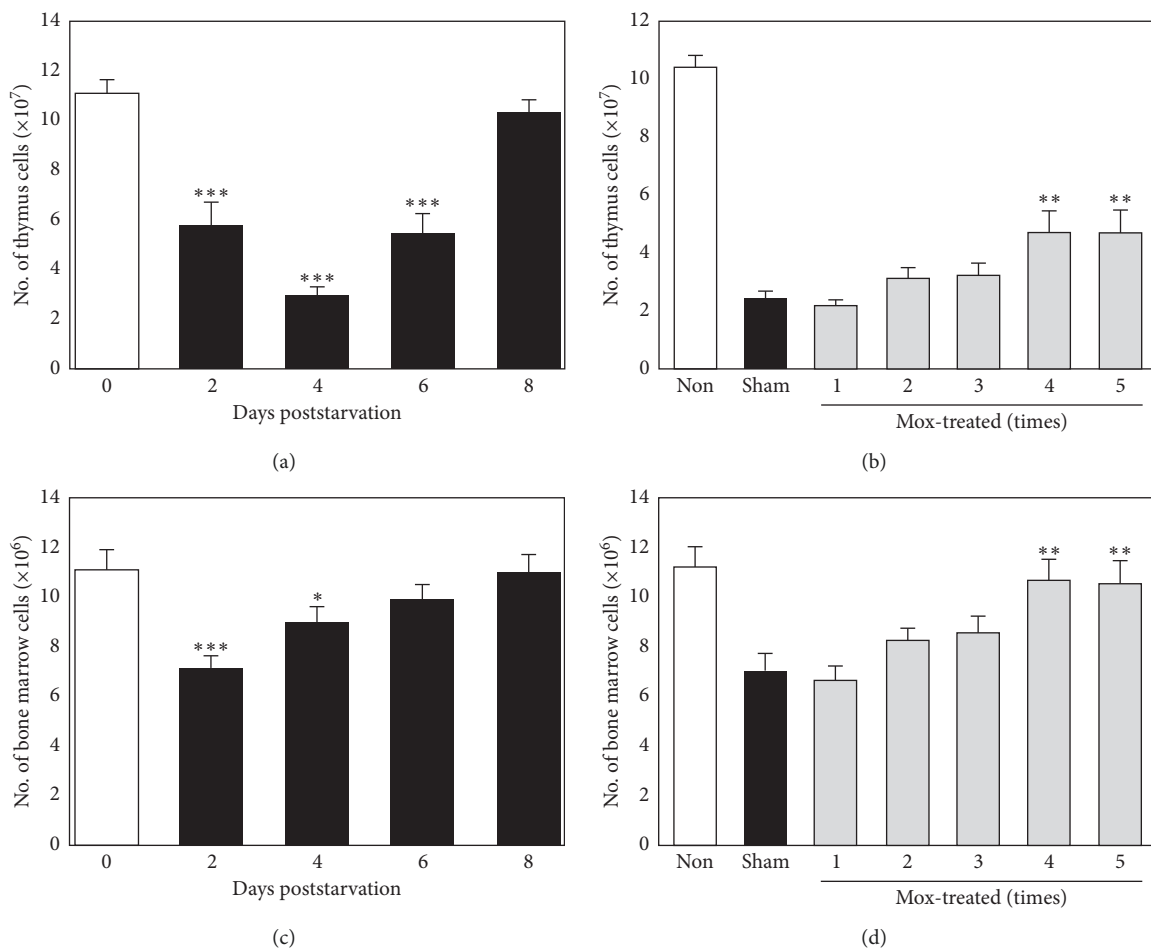 14
12
10
8
6
4
2
0
No. of thymus cells (×10⁷)
***
***
***
0 2 4 6 8
Days poststarvation
(a)
12
10
8
6
4
2
0
No. of thymus cells (×10⁷)
** **
Non Sham 1 2 3 4 5
Mox-treated (times)
(b)
14
12
10
8
6
4
2
0
No. of bone marrow cells (×10⁶)
***
*
0 2 4 6 8
Days poststarvation
(c)
14
12
10
8
6
4
2
0
No. of bone marrow cells (×10⁶)
** **
Non Sham 1 2 3 4 5
Mox-treated (times)
(d)